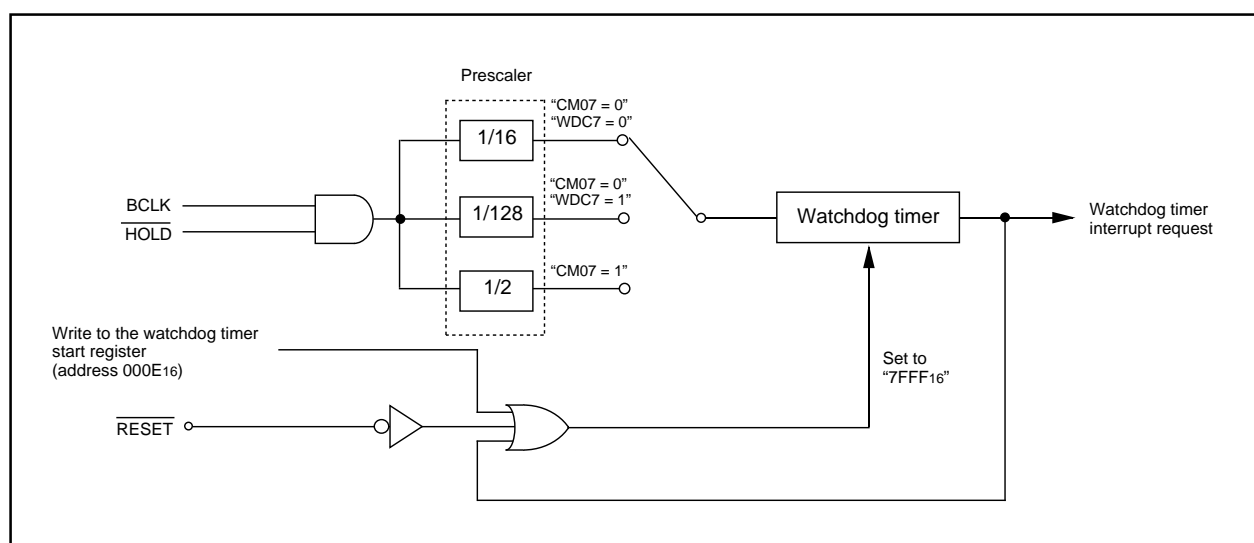 Prescaler
“CM07 = 0”
“WDC7 = 0”
1/16
“CM07 = 0”
“WDC7 = 1”
1/128
BCLK
HOLD
Watchdog timer
Watchdog timer
interrupt request
“CM07 = 1”
1/2
Write to the watchdog timer
start register
(address 000E16)
Set to
“7FFF16”
RESET